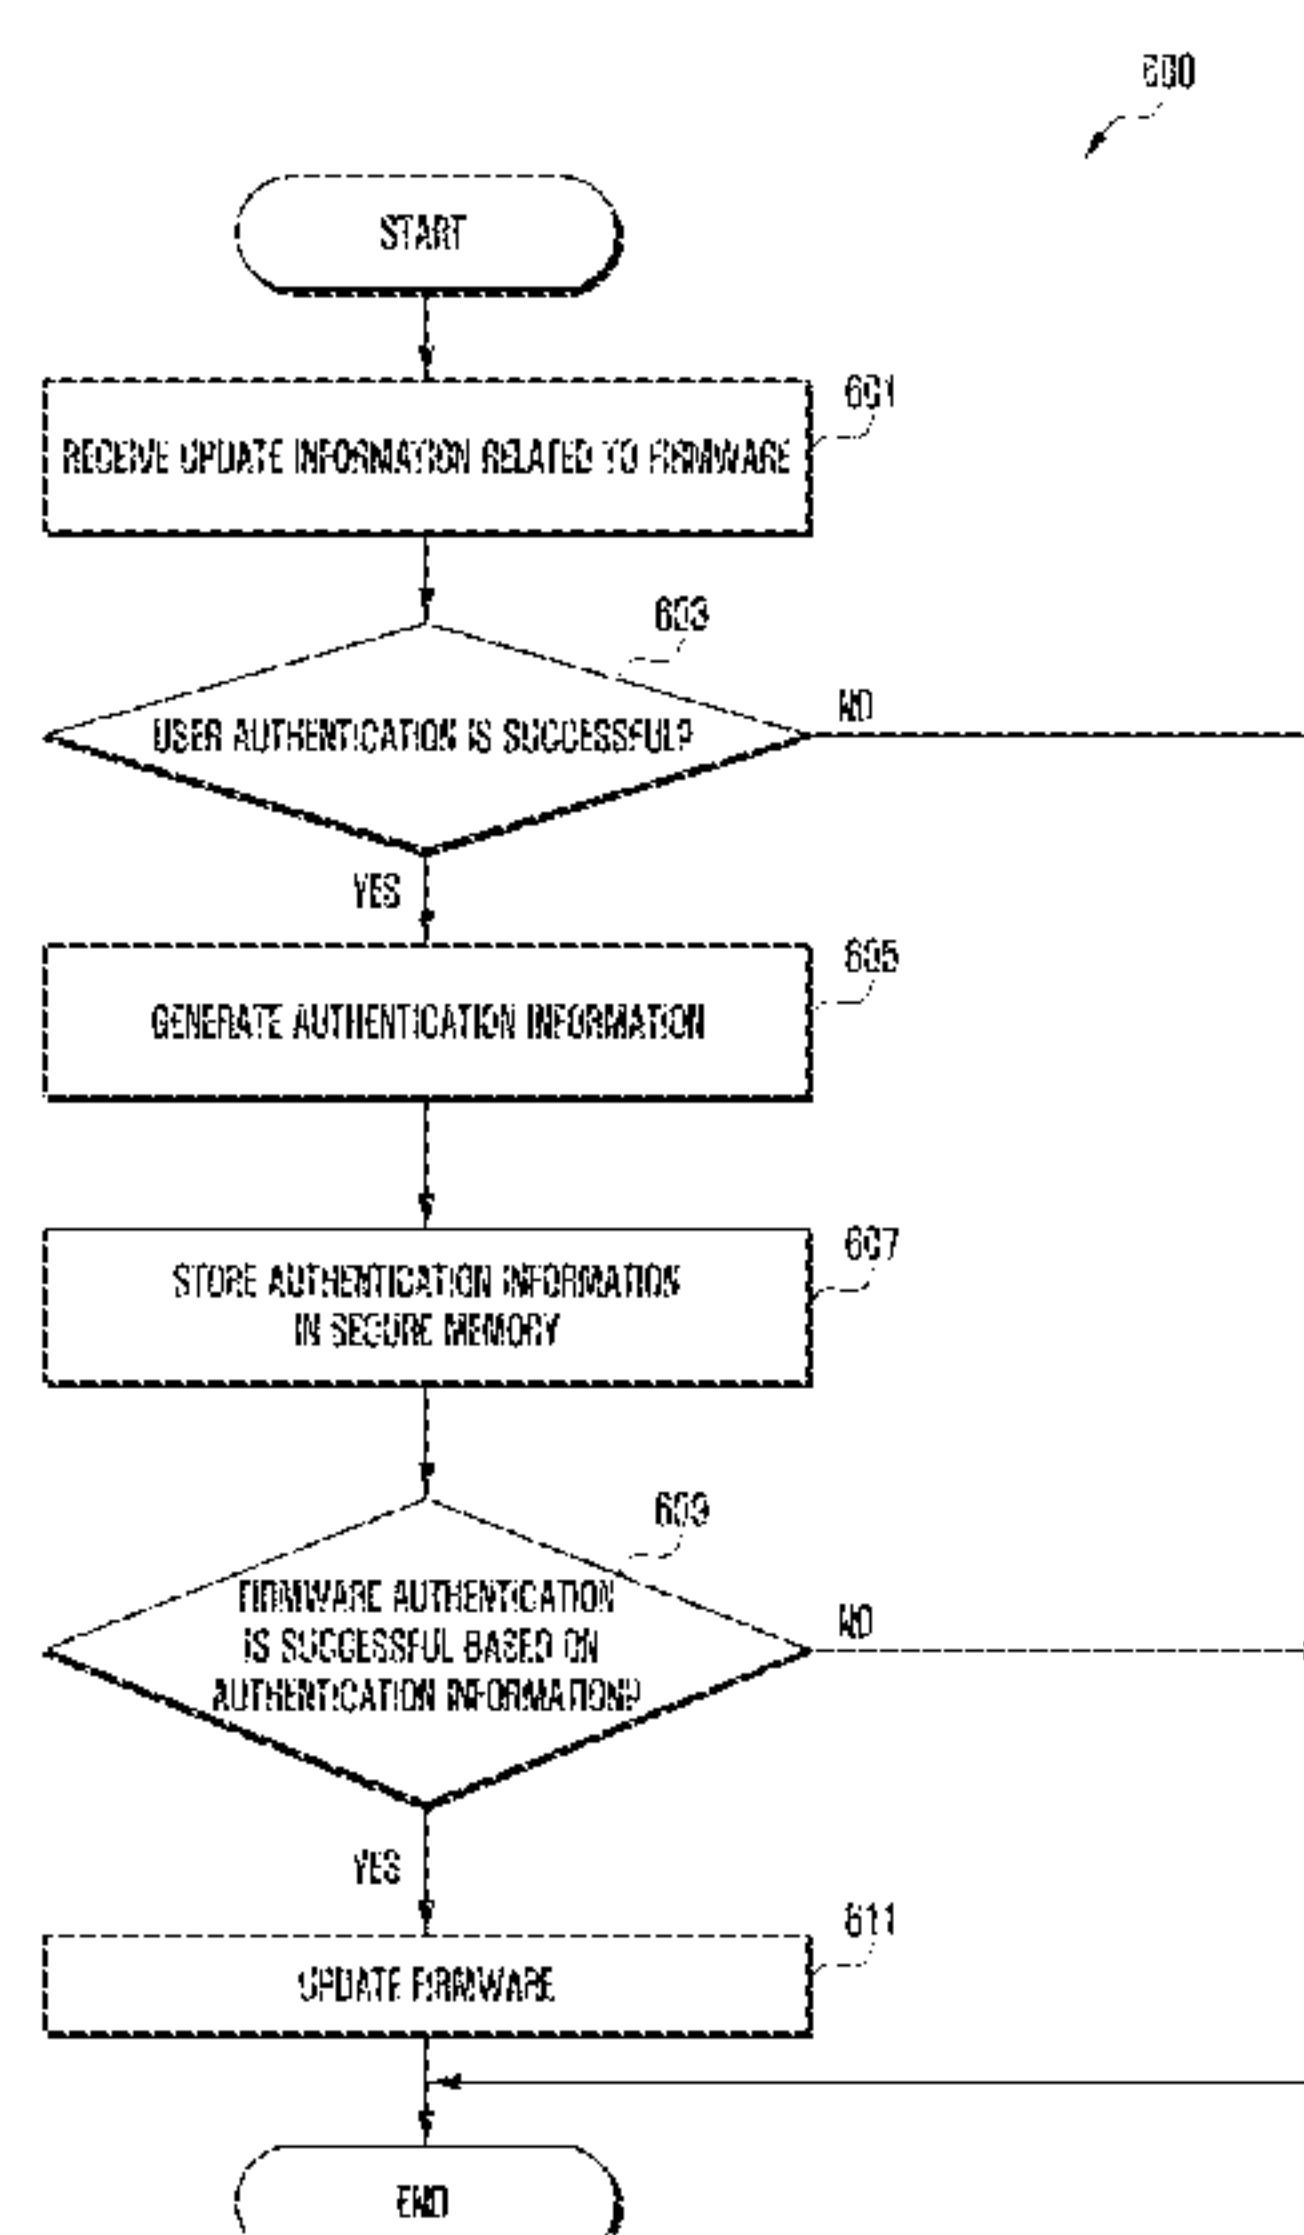 600
START
601
RECEIVE UPDATE INFORMATION RELATED TO FIRMWARE
603
USER AUTHENTICATION IS SUCCESSFUL?
NO
YES
605
GENERATE AUTHENTICATION INFORMATION
607
STORE AUTHENTICATION INFORMATION
IN SECURE MEMORY
609
FIRMWARE AUTHENTICATION
IS SUCCESSFUL BASED ON
AUTHENTICATION INFORMATION?
NO
YES
611
UPDATE FIRMWARE
END